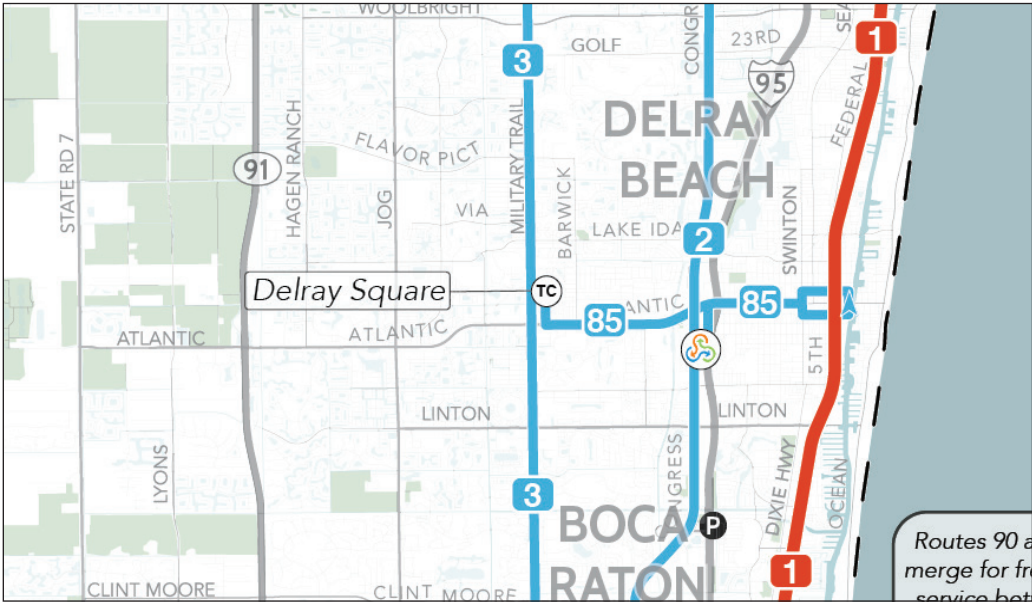 WOOLBRIGHT
GOLF
23RD
CONGR
SEA
1
3
95
DELRAY
BEACH
FEDERAL
STATE RD 7
91
HAGEN RANCH
FLAVOR PICT
JOG
VIA
MILITARY TRAIL
BARWICK
LAKE IDA
2
SWINTON
Delray Square
TC
85
ANTIC
85
ATLANTIC
ATLANTIC
5TH
LINTON
LINTON
LYONS
3
CONGRESS
DIXIE HWY
OCEAN
BOCA
RATON
P
1
CLINT MOORE
CLINT MOORE
Routes 90 a
merge for fr
service bet